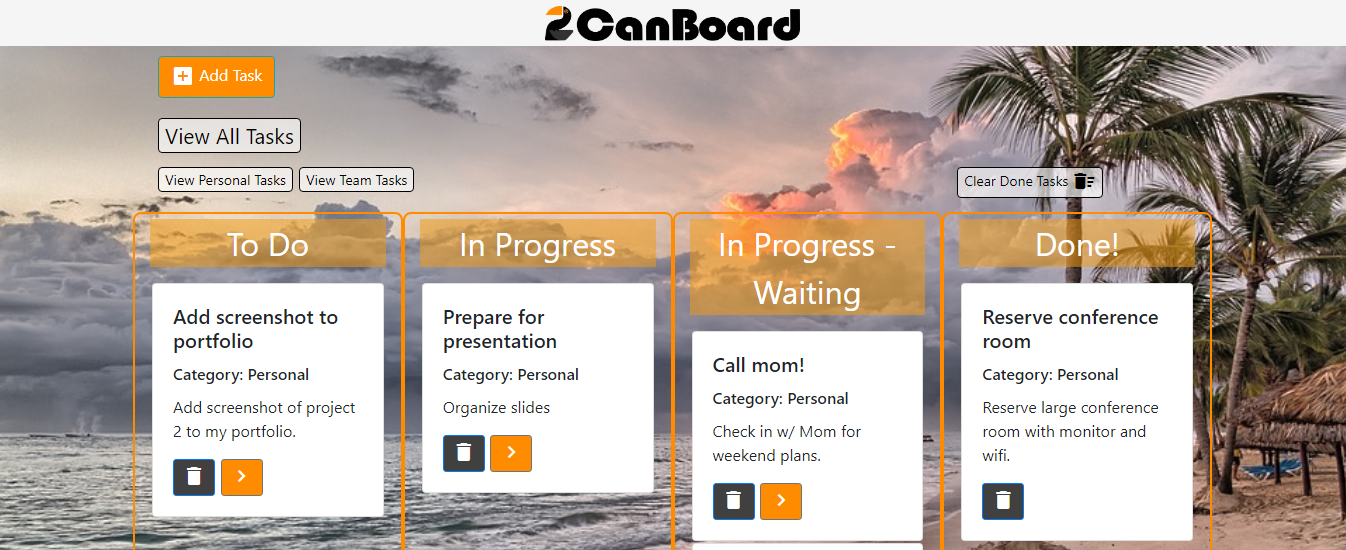 2CanBoard
Add Task
View All Tasks
View Personal Tasks
View Team Tasks
Clear Done Tasks
To Do
Add screenshot to
portfolio
Category: Personal
Add screenshot of project
2 to my portfolio.
In Progress
Prepare for
presentation
Category: Personal
Organize slides
In Progress -
Waiting
Call mom!
Category: Personal
Check in w/ Mom for
weekend plans.
Done!
Reserve conference
room
Category: Personal
Reserve large conference
room with monitor and
wifi.